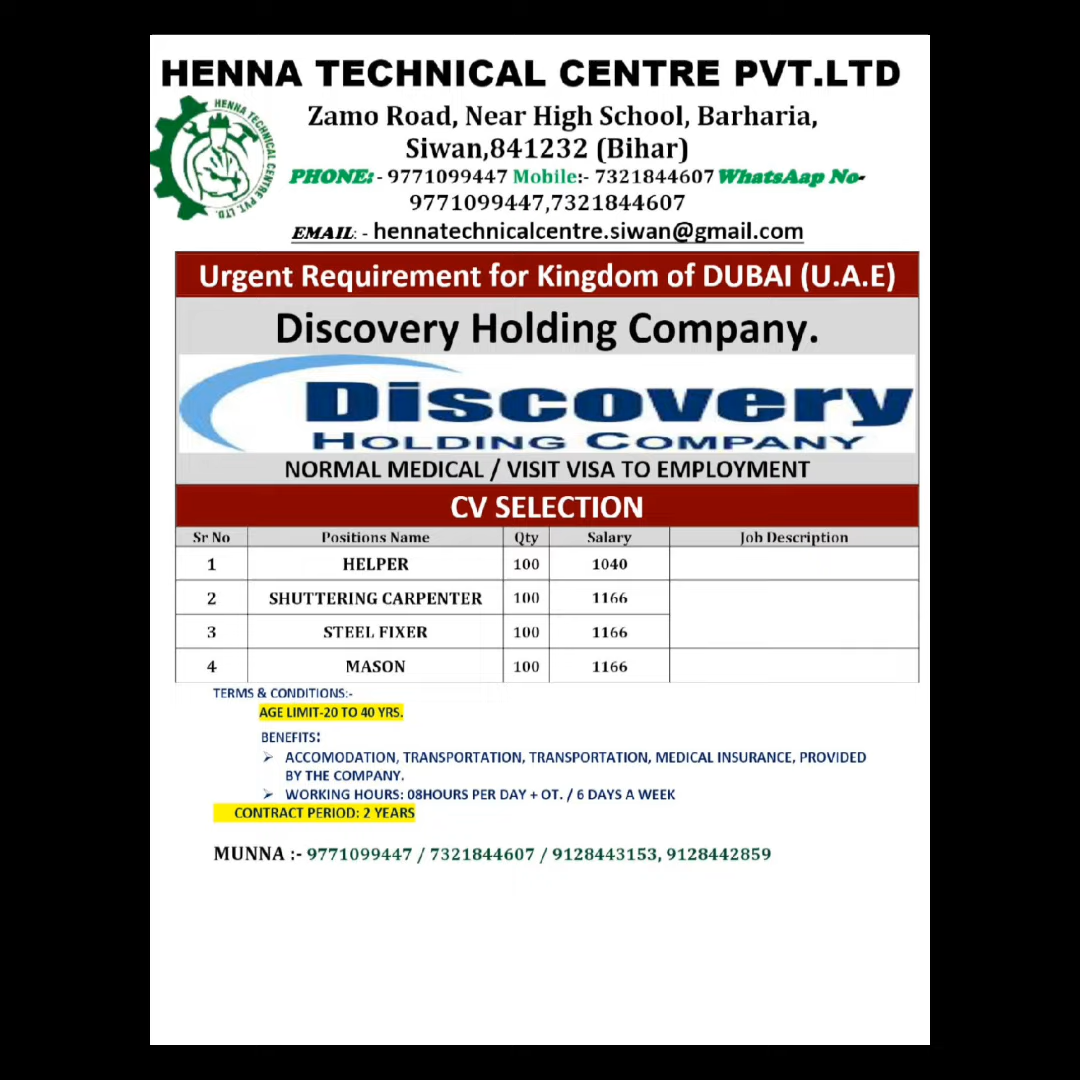 HENNA TECHNICAL CENTRE PVT.LTD
HENNA TECHNICAL CENTRE PVT. LTD.
Zamo Road, Near High School, Barharia,
Siwan,841232 (Bihar)
PHONE: - 9771099447 Mobile:- 7321844607 WhatsAap No-
9771099447,7321844607
EMAIL: - hennatechnicalcentre.siwan@gmail.com
Urgent Requirement for Kingdom of DUBAI (U.A.E)
Discovery Holding Company.
Discovery
HOLDING COMPANY
NORMAL MEDICAL / VISIT VISA TO EMPLOYMENT
CV SELECTION
Sr No Positions Name Qty Salary Job Description
1 HELPER 100 1040
2 SHUTTERING CARPENTER 100 1166
3 STEEL FIXER 100 1166
4 MASON 100 1166
TERMS & CONDITIONS:-
AGE LIMIT-20 TO 40 YRS.
BENEFITS:
➢ ACCOMODATION, TRANSPORTATION, TRANSPORTATION, MEDICAL INSURANCE, PROVIDED
BY THE COMPANY.
➢ WORKING HOURS: 08HOURS PER DAY + OT. / 6 DAYS A WEEK
CONTRACT PERIOD: 2 YEARS
MUNNA :- 9771099447 / 7321844607 / 9128443153, 9128442859